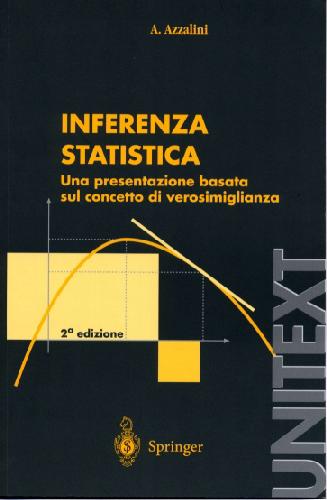 A. Azzalini
INFERENZA
STATISTICA
Una presentazione basata
sul concetto di verosimiglianza
2ª edizione
UNITEXT
Springer